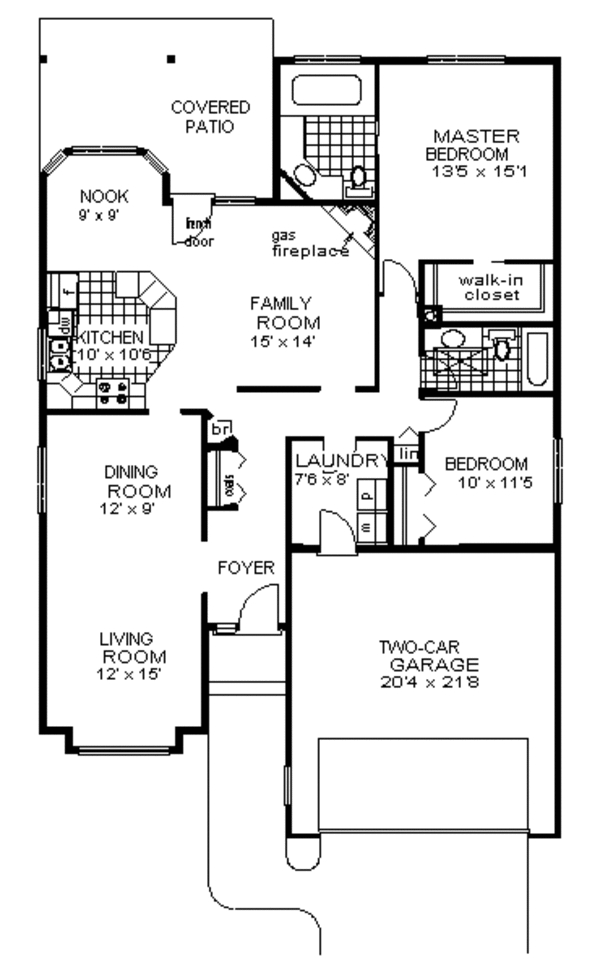 COVERED
PATIO
MASTER
BEDROOM
13'5 x 15'1
NOOK
9' x 9'
french
door
gas
fireplace
walk-in
closet
FAMILY
ROOM
15' x 14'
f
dw
KITCHEN
10' x 10'6
br
coats
LAUNDRY
7'6 x 8'
lin
BEDROOM
10' x 11'5
DINING
ROOM
12' x 9'
FOYER
LIVING
ROOM
12' x 15'
TWO-CAR
GARAGE
20'4 x 21'8